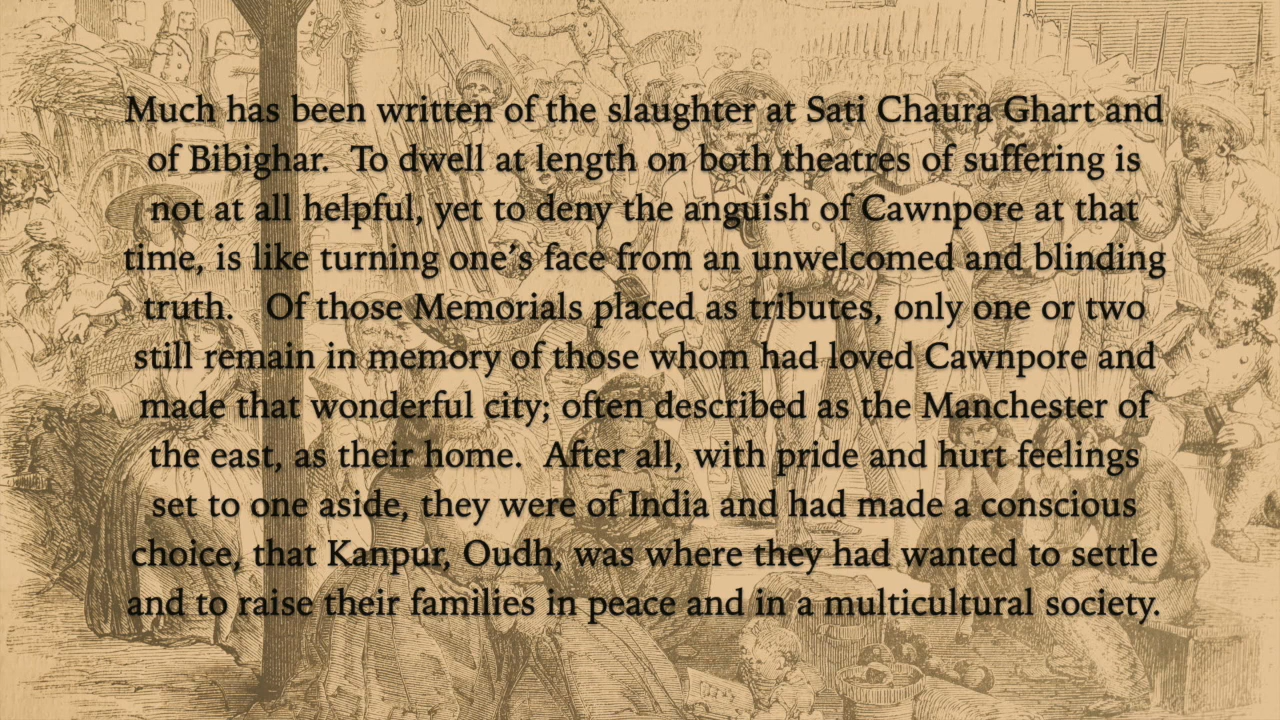 Much has been written of the slaughter at Sati Chaura Ghart and
of Bibighar. To dwell at length on both theatres of suffering is
not at all helpful, yet to deny the anguish of Cawnpore at that
time, is like turning one's face from an unwelcomed and blinding
truth. Of those Memorials placed as tributes, only one or two
still remain in memory of those whom had loved Cawnpore and
made that wonderful city; often described as the Manchester of
the east, as their home. After all, with pride and hurt feelings
set to one aside, they were of India and had made a conscious
choice, that Kanpur, Oudh, was where they had wanted to settle
and to raise their families in peace and in a multicultural society.